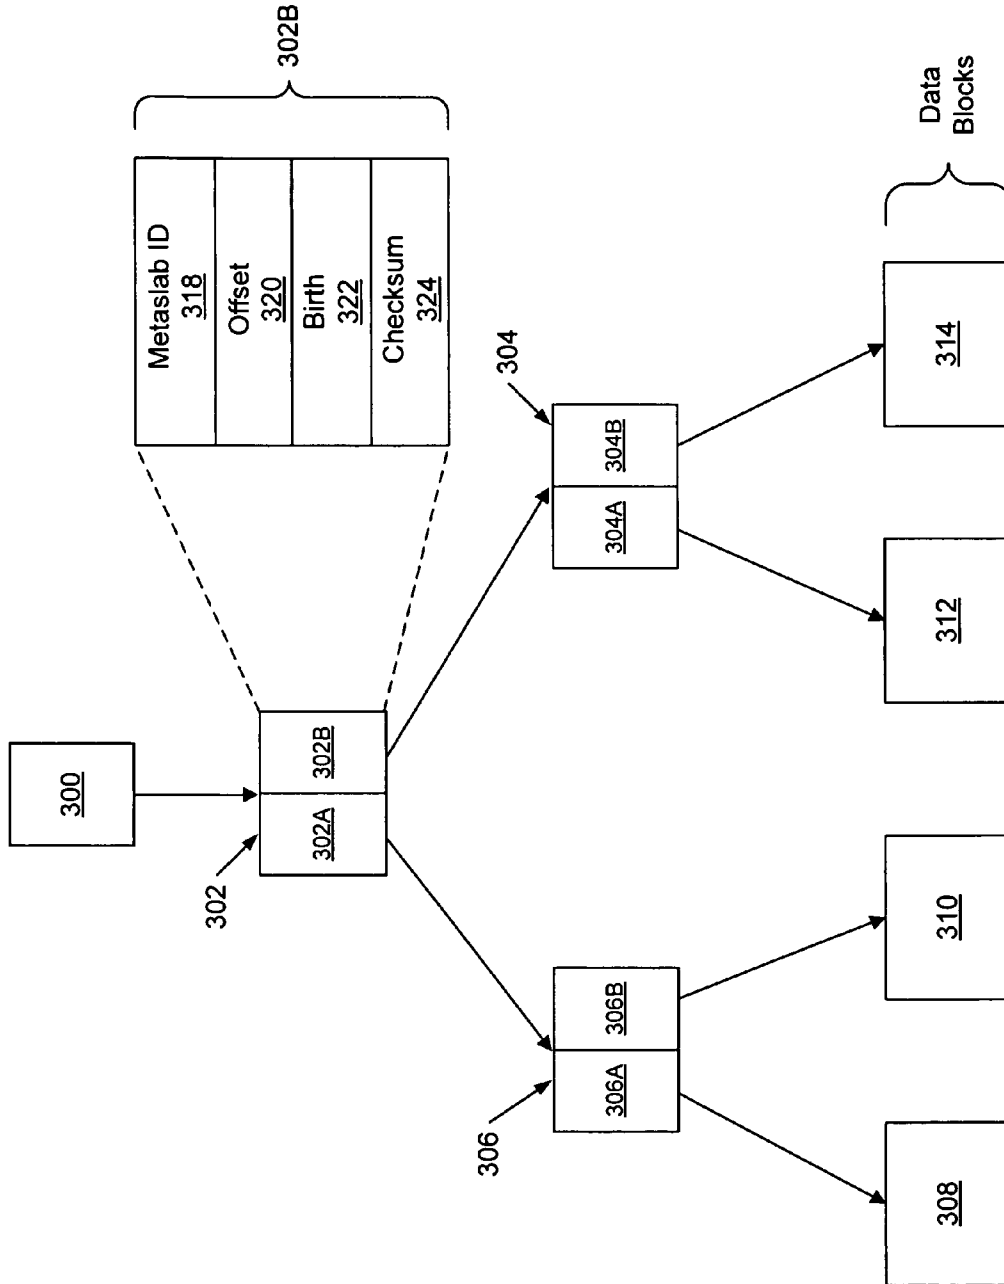 300
302
302A
302B
Metaslab ID
318
Offset
320
Birth
322
Checksum
324
302B
306
306A
306B
304
304A
304B
308
310
312
314
Data
Blocks